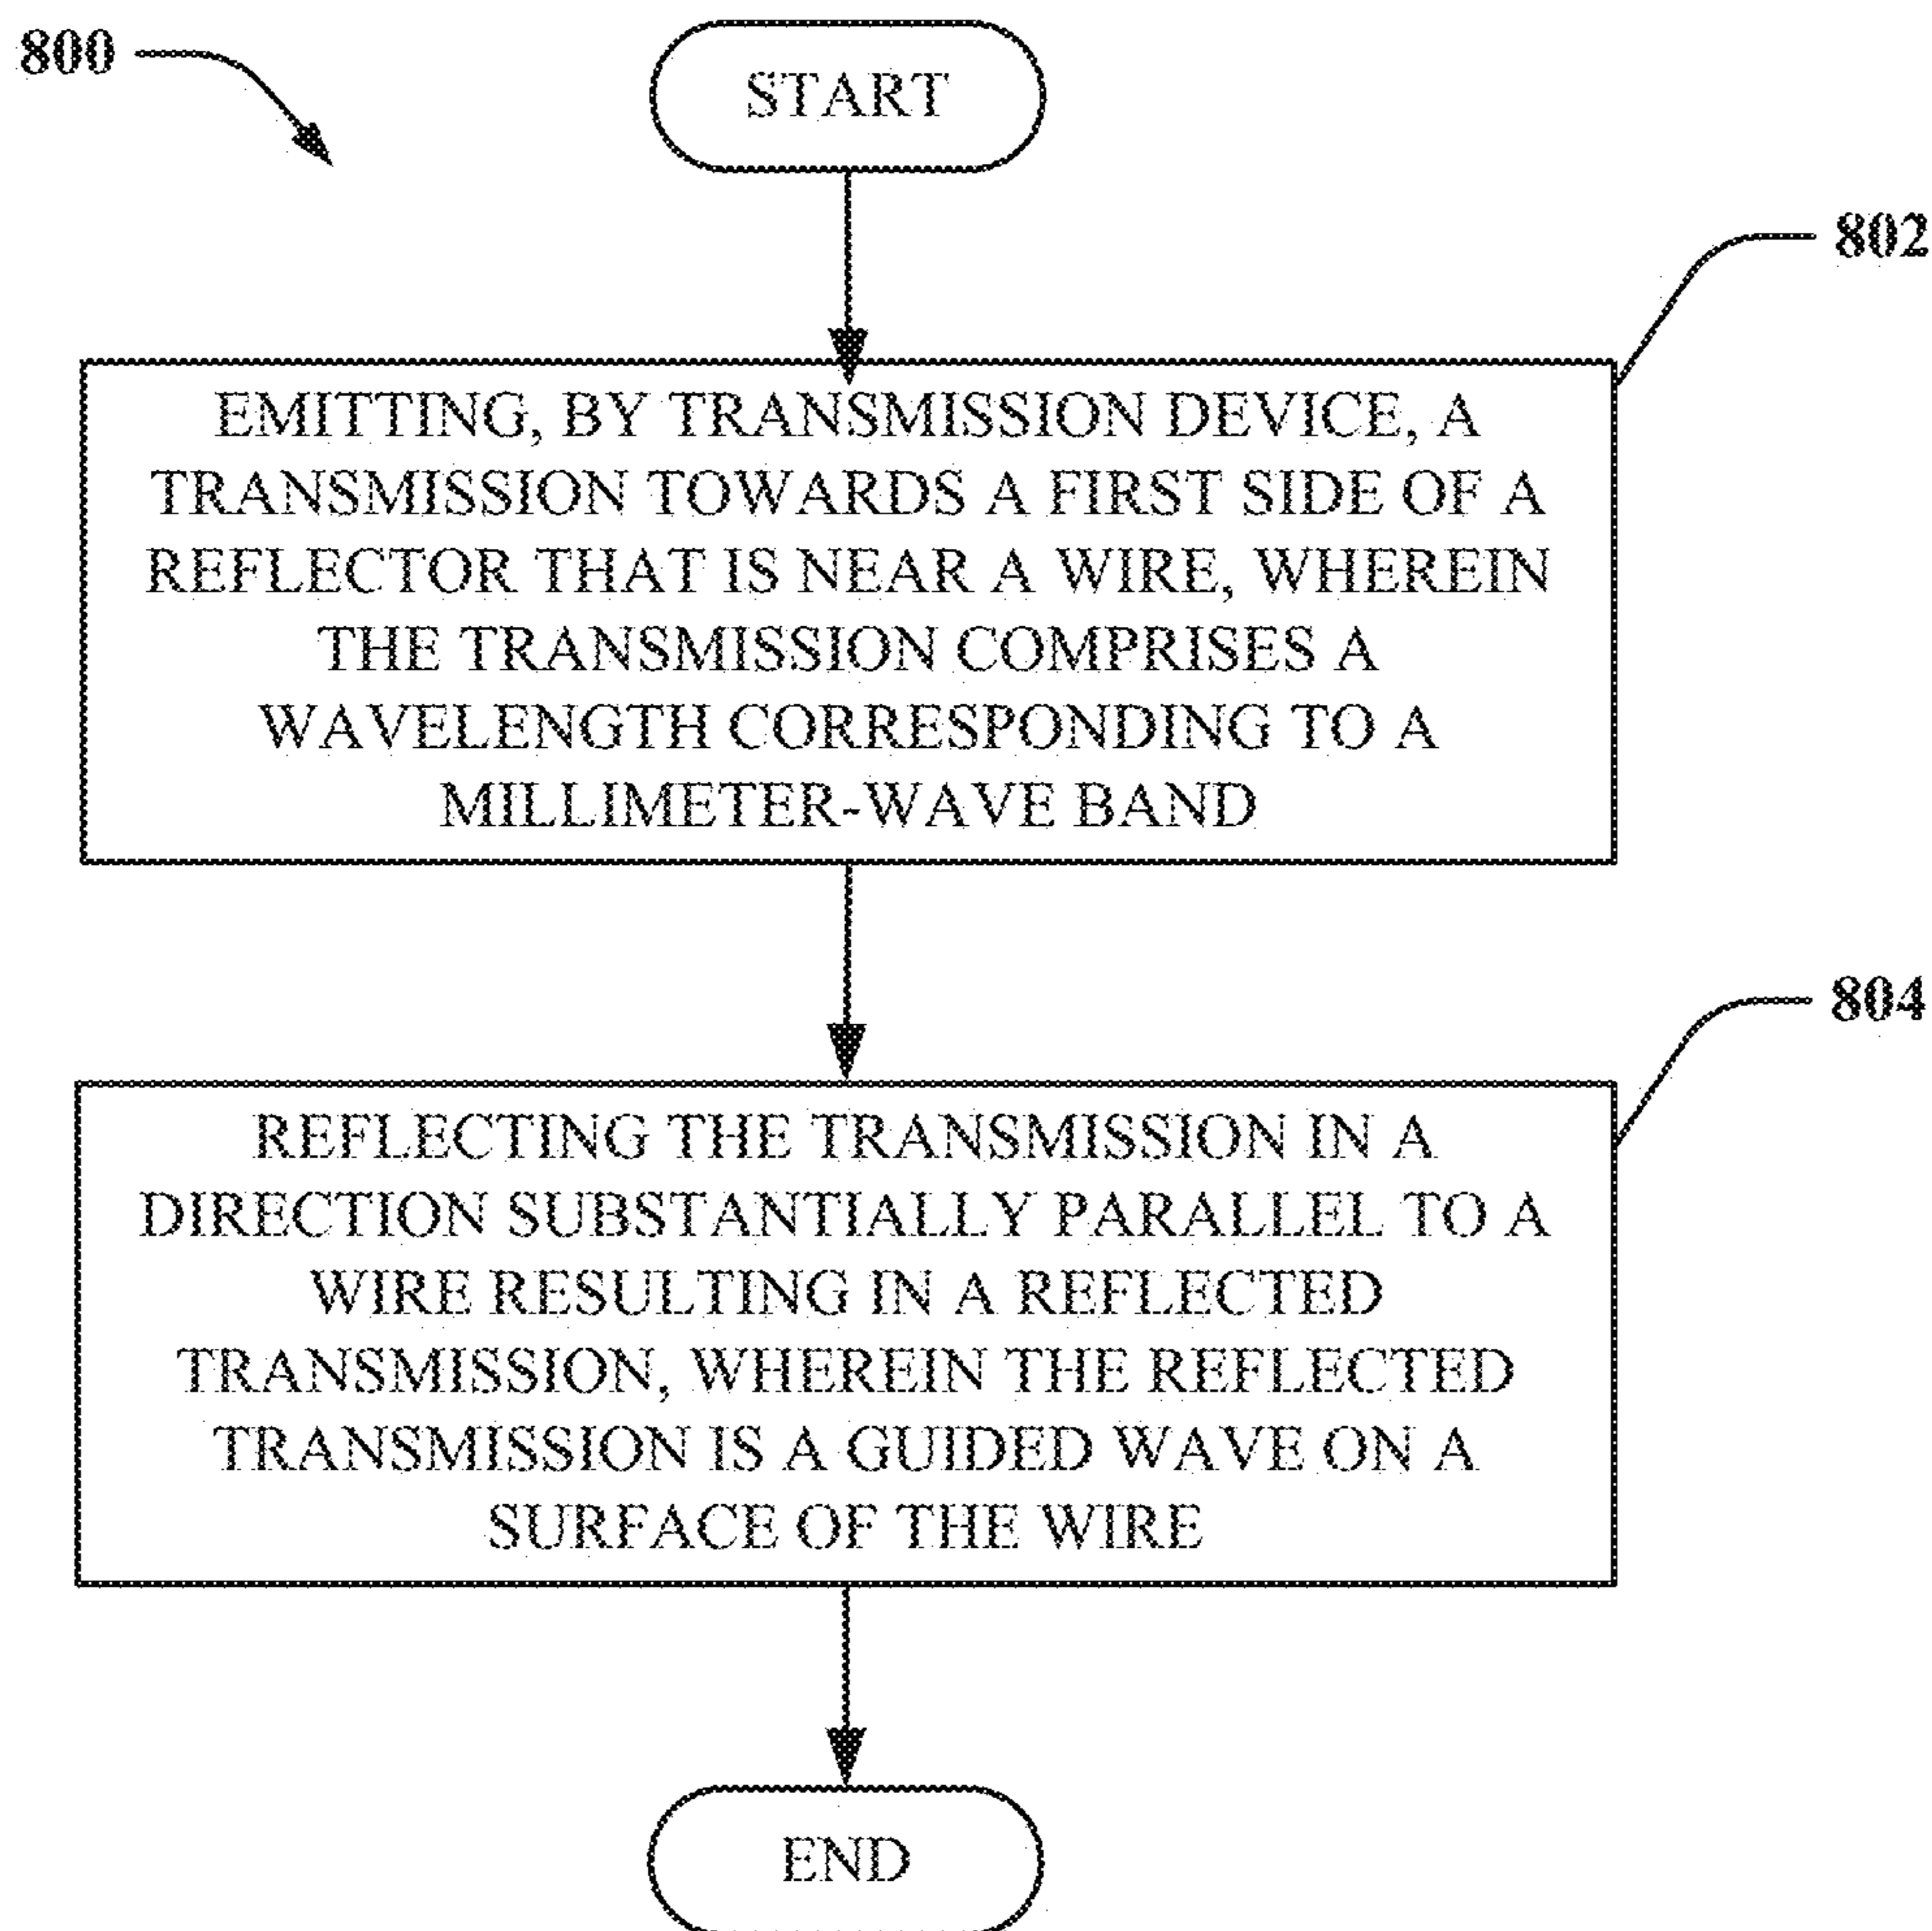 800
START
802
EMITTING, BY TRANSMISSION DEVICE, A
TRANSMISSION TOWARDS A FIRST SIDE OF A
REFLECTOR THAT IS NEAR A WIRE, WHEREIN
THE TRANSMISSION COMPRISES A
WAVELENGTH CORRESPONDING TO A
MILLIMETER-WAVE BAND
804
REFLECTING THE TRANSMISSION IN A
DIRECTION SUBSTANTIALLY PARALLEL TO A
WIRE RESULTING IN A REFLECTED
TRANSMISSION, WHEREIN THE REFLECTED
TRANSMISSION IS A GUIDED WAVE ON A
SURFACE OF THE WIRE
END